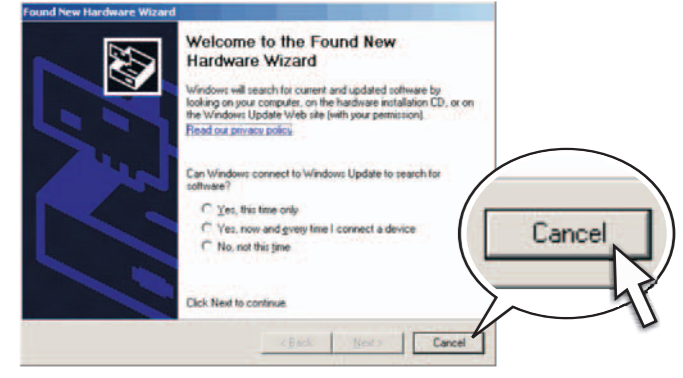 Found New Hardware Wizard
Welcome to the Found New
Hardware Wizard
Windows will search for current and updated software by
looking on your computer, on the hardware installation CD, or on
the Windows Update Web site (with your permission).
Read our privacy policy
Can Windows connect to Windows Update to search for
software?
Yes, this time only
Yes, now and every time I connect a device
No, not this time
Click Next to continue.
< Back
Next >
Cancel
Cancel